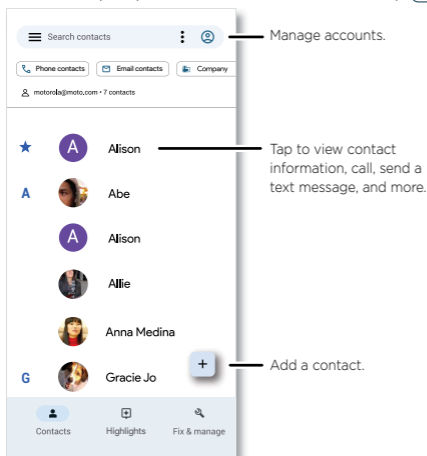 Search contacts
Manage accounts.
Phone contacts
Email contacts
Company
motorola@moto,com • 7 contacts
A
Alison
Tap to view contact
information, call, send a
text message, and more.
A
Abe
A
Alison
Allie
Anna Medina
+
Add a contact.
G
Gracie Jo
Contacts
Highlights
Fix & manage